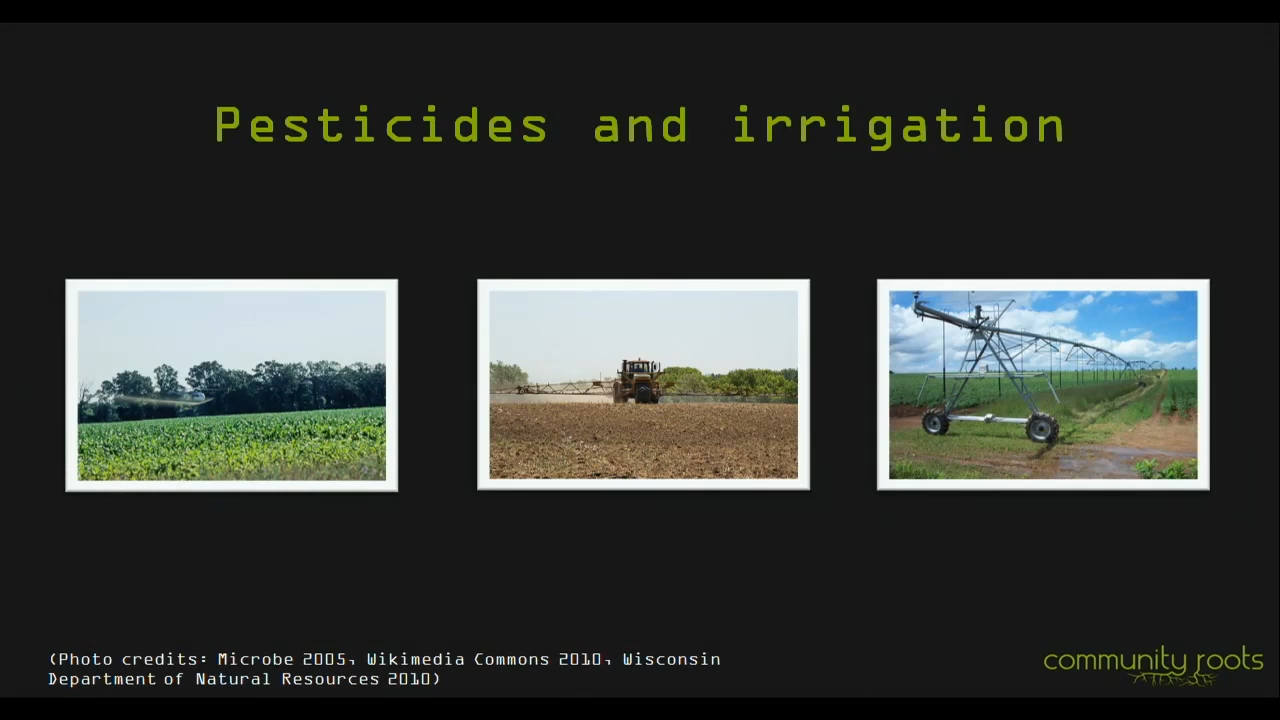 Pesticides and irrigation
(Photo credits: Microbe 2005, Wikimedia Commons 2010, Wisconsin
Department of Natural Resources 2010)
community roots